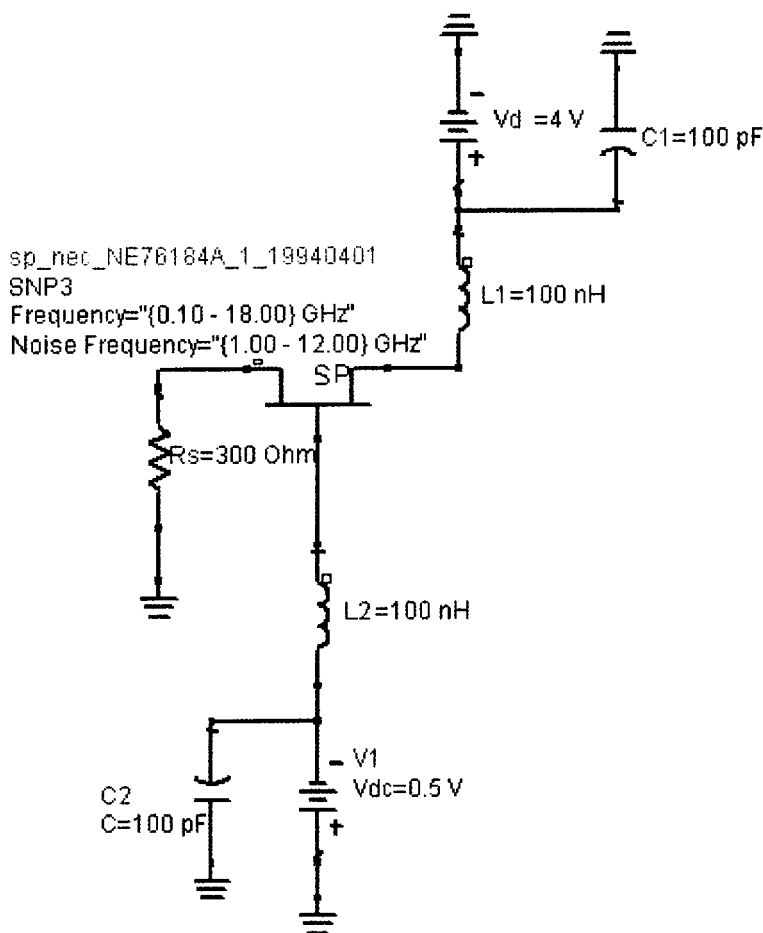 Vd =4 V
C1=100 pF
sp_nec_NE76184A_1_19940401
SNP3
Frequency="{0.10 - 18.00} GHz"
Noise Frequency="{1.00 - 12.00} GHz"
L1=100 nH
SP
Rs=300 Ohm
L2=100 nH
V1
Vdc=0.5 V
C2
C=100 pF